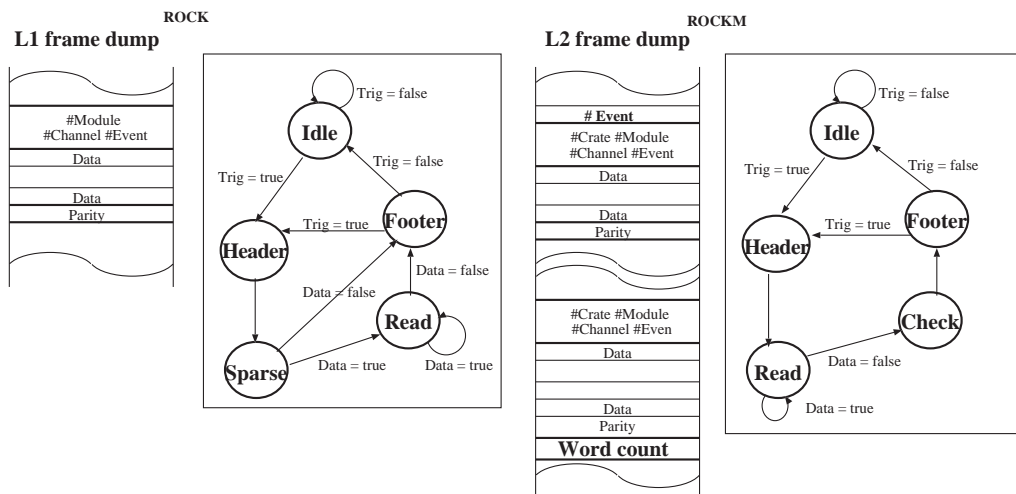 ROCK
L1 frame dump
#Module
#Channel #Event
Data
Data
Parity
Trig = false
Idle
Trig = true
Trig = false
Header
Trig = true
Footer
Data = false
Data = false
Sparse
Data = true
Read
Data = true
ROCKM
L2 frame dump
# Event
#Crate #Module
#Channel #Event
Data
Data
Parity
#Crate #Module
#Channel #Even
Data
Data
Parity
Word count
Trig = false
Idle
Trig = true
Trig = false
Header
Trig = true
Footer
Check
Read
Data = false
Data = true